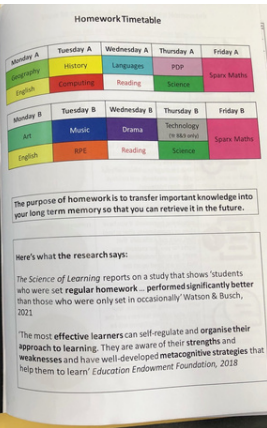 Homework Timetable
Monday A Tuesday A Wednesday A Thursday A Friday A
Geography History Languages PDP Sparx Maths
English Computing Reading Science
Monday B Tuesday B Wednesday B Thursday B Friday B
Art Music Drama Technology
(Yr 8&9 only) Sparx Maths
English RPE Reading Science
The purpose of homework is to transfer important knowledge into
your long term memory so that you can retrieve it in the future.
Here's what the research says:
The Science of Learning reports on a study that shows 'students
who were set regular homework... performed significantly better
than those who were only set in occasionally' Watson & Busch,
2021
'The most effective learners can self-regulate and organise their
approach to learning. They are aware of their strengths and
weaknesses and have well-developed metacognitive strategies that
help them to learn' Education Endowment Foundation, 2018